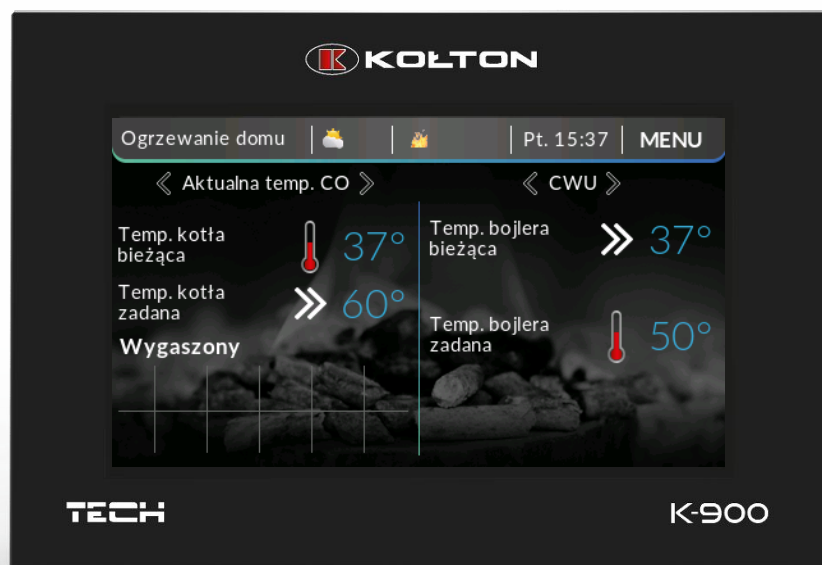 KOŁTON
Ogrzewanie domu
Pt. 15:37
MENU
Aktualna temp. CO
CWU
Temp. kotła
bieżąca
37°
Temp. kotła
zadana
60°
Wygaszony
Temp. bojlera
bieżąca
37°
Temp. bojlera
zadana
50°
TECH
K-900